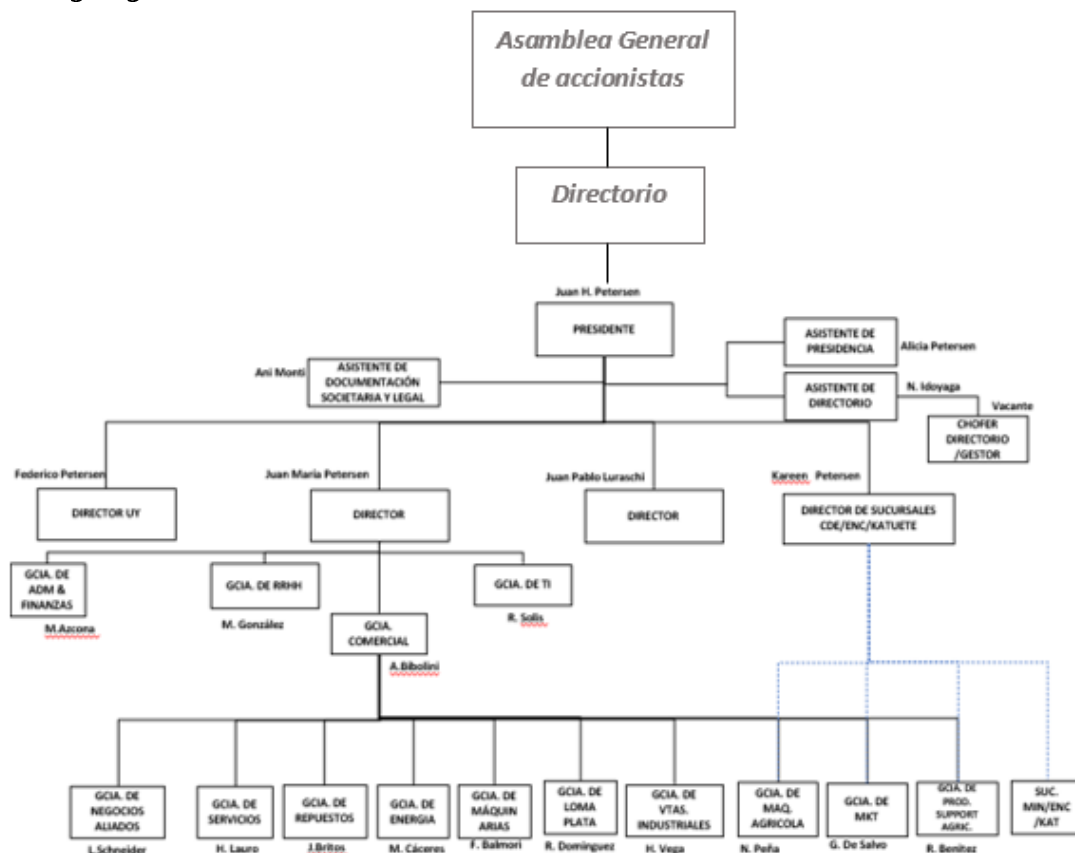 Asamblea General
de accionistas
Directorio
Juan H. Petersen
PRESIDENTE
ASISTENTE DE
PRESIDENCIA
Alicia Petersen
Ani Monti
ASISTENTE DE
DOCUMENTACIÓN
SOCIETARIA Y LEGAL
ASISTENTE DE
DIRECTORIO
N. Idoyaga
Vacante
CHOFER
DIRECTORIO
/GESTOR
Federico Petersen
DIRECTOR UY
Juan María Petersen
DIRECTOR
Juan Pablo Luraschi
DIRECTOR
Kareen Petersen
DIRECTOR DE SUCURSALES
CDE/ENC/KATUETE
GCIA. DE
ADM &
FINANZAS
M.Azcona
GCIA. DE RRHH
M. González
GCIA. DE TI
R. Solis
GCIA.
COMERCIAL
A.Bibolini
GCIA. DE
NEGOCIOS
ALIADOS
L.Schneider
GCIA. DE
SERVICIOS
H. Lauro
GCIA. DE
REPUESTOS
J.Britos
GCIA. DE
ENERGIA
M. Cáceres
GCIA. DE
MÁQUIN
ARIAS
F. Balmori
GCIA. DE
LOMA
PLATA
R. Dominguez
GCIA. DE
VTAS.
INDUSTRIALES
H. Vega
GCIA. DE
MAQ.
AGRICOLA
N. Peña
GCIA. DE
MKT
G. De Salvo
GCIA. DE
PROD.
SUPPORT
AGRIC.
R. Benitez
SUC.
MIN/ENC
/KAT